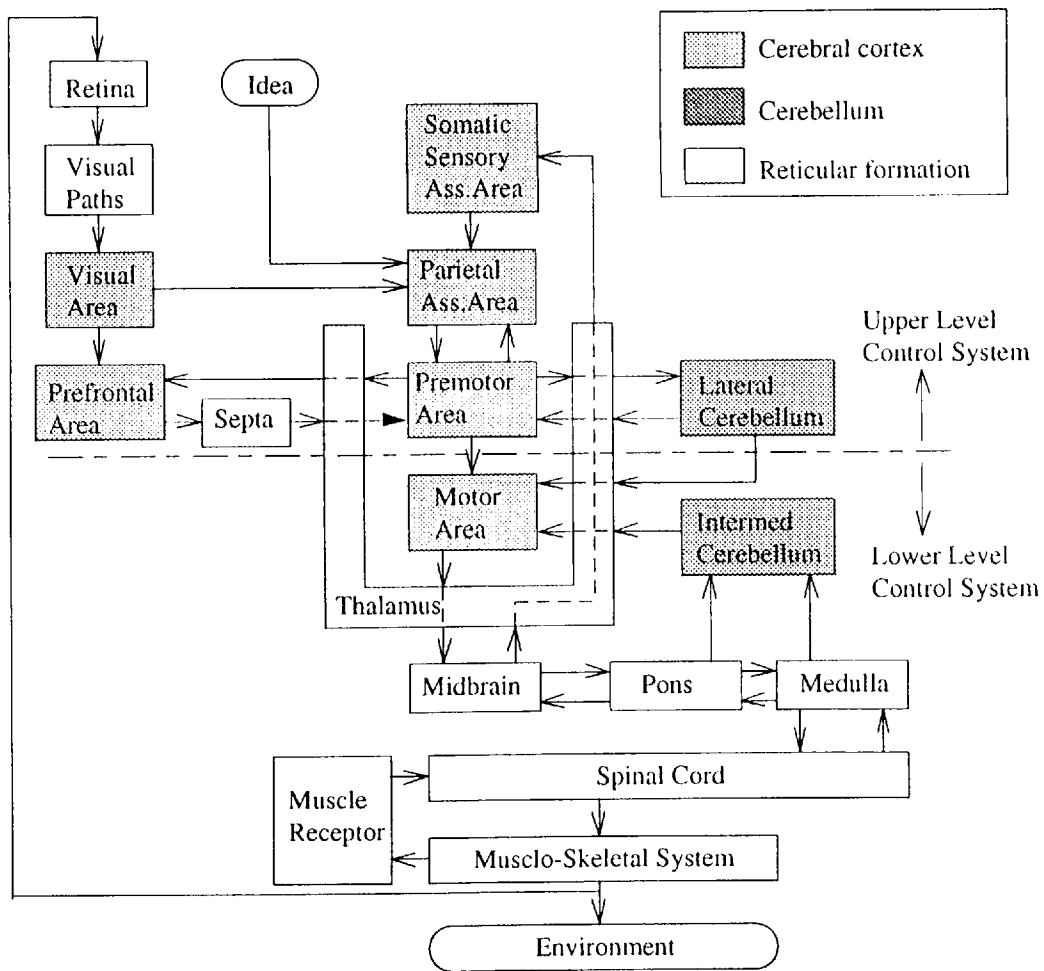 Retina
Idea
Visual
Paths
Somatic
Sensory
Ass.Area
Cerebral cortex
Cerebellum
Reticular formation
Visual
Area
Parietal
Ass,Area
Upper Level
Control System
Prefrontal
Area
Septa
Premotor
Area
Lateral
Cerebellum
Motor
Area
Intermed
Cerebellum
Lower Level
Control System
Thalamus
Midbrain
Pons
Medulla
Spinal Cord
Muscle
Receptor
Musclo-Skeletal System
Environment